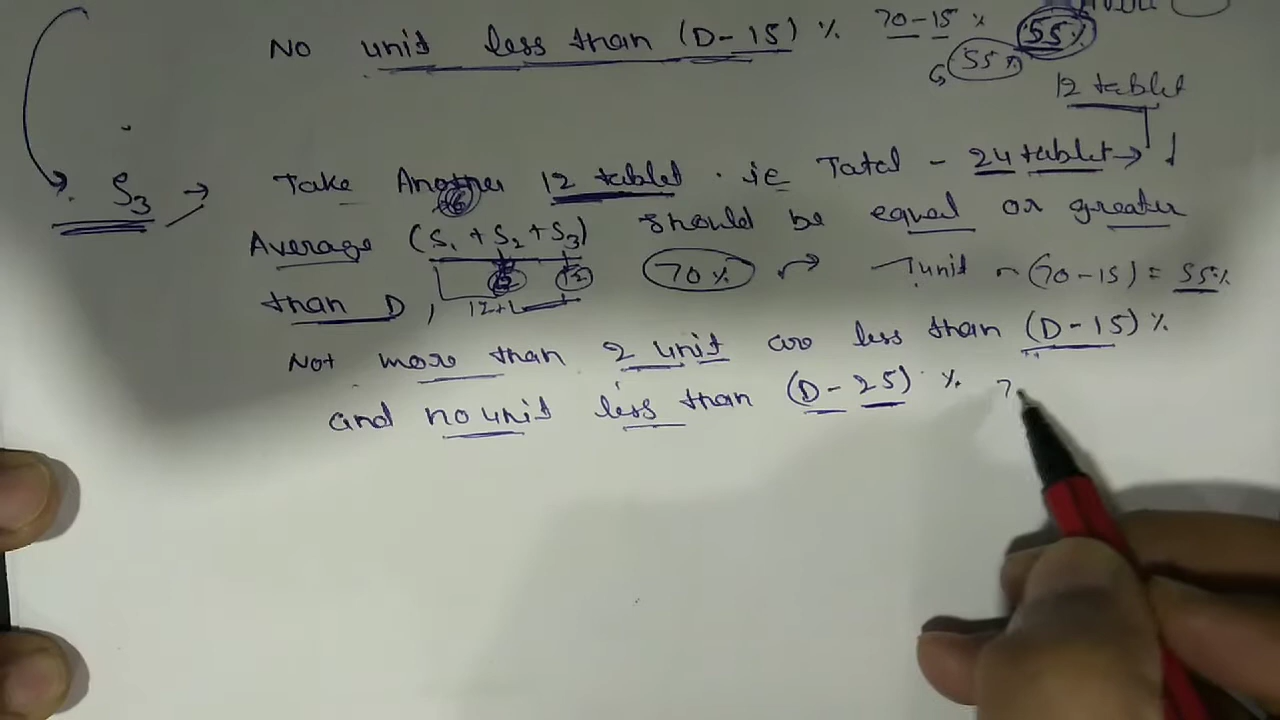 No unit less than (D-15) % 70-15 % 55%
55%
12 tablet
S3 → Take Another 12 tablet . ie Total - 24 tablet →
Average (S1 + S2 + S3) should be equal or greater
than D, 12+ 12 70% 1 unit (70-15) = 55%
Not more than 2 unit are less than (D-15) %
and no unit less than (D-25) % 7